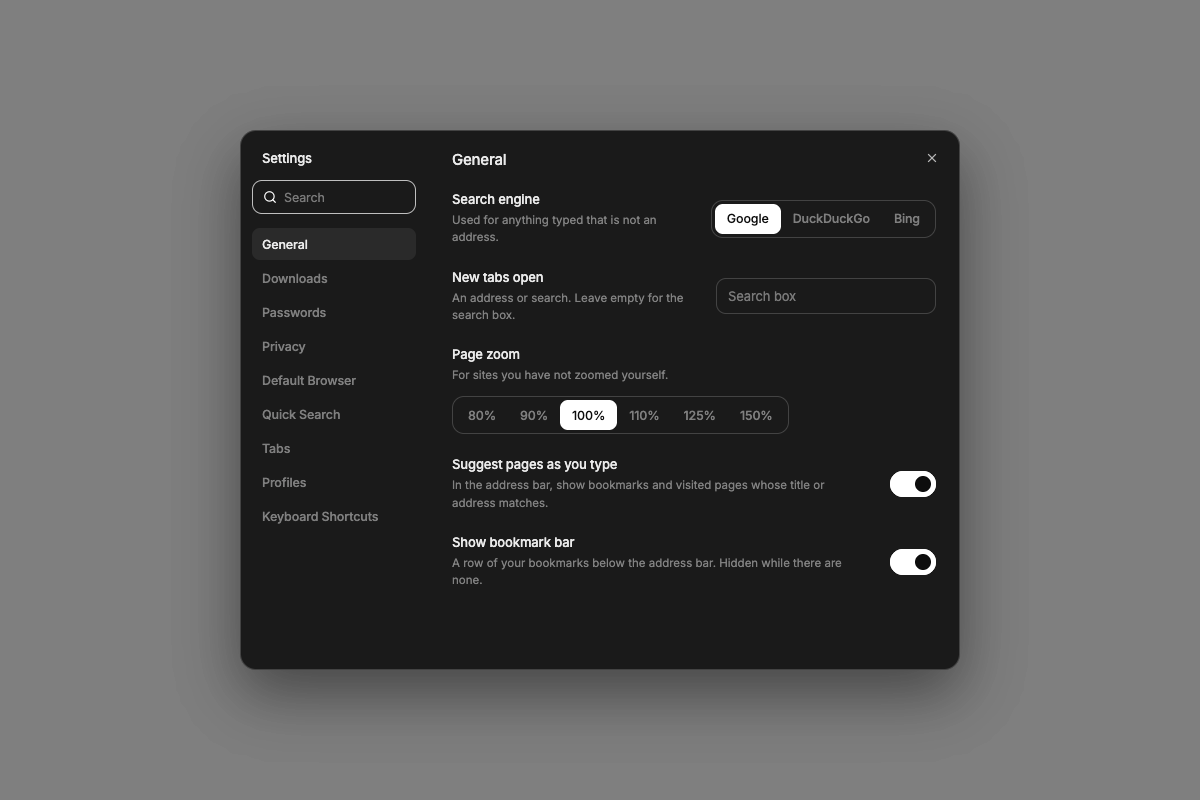 Settings
Search
General
Downloads
Passwords
Privacy
Default Browser
Quick Search
Tabs
Profiles
Keyboard Shortcuts
General
Search engine
Used for anything typed that is not an
address.
Google DuckDuckGo Bing
New tabs open
An address or search. Leave empty for the
search box.
Search box
Page zoom
For sites you have not zoomed yourself.
80% 90% 100% 110% 125% 150%
Suggest pages as you type
In the address bar, show bookmarks and visited pages whose title or
address matches.
Show bookmark bar
A row of your bookmarks below the address bar. Hidden while there are
none.